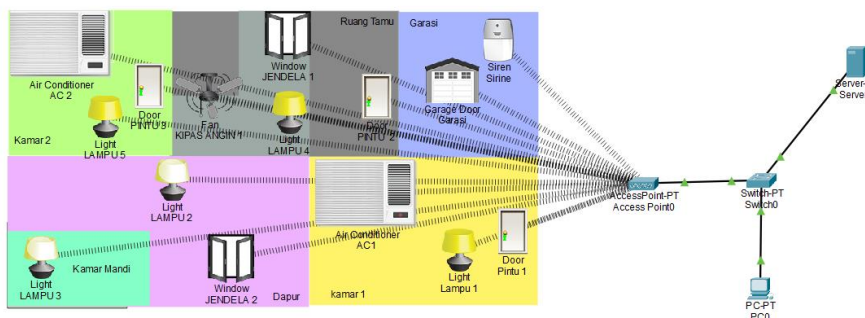 Air Conditioner
AC 2
Door
PINTU 3
Light
LAMPU 5
Kamar2
Fan
KIPAS ANGIN 1
Window
JENDELA 1
Light
LAMPU 4
Ruang Tamu
PINTU 2
Garasi
Siren
Sirine
Garage Door
Garasi
Light
LAMPU 2
Kamar Mandi
Light
LAMPU 3
Window
JENDELA 2
Dapur
Air Conditioner
AC1
Light
Lampu 1
Door
Pintu 1
kamar 1
AccessPoint-PT
Access Point0
Switch-PT
Switch0
Server-
Server
PC-PT
PC0